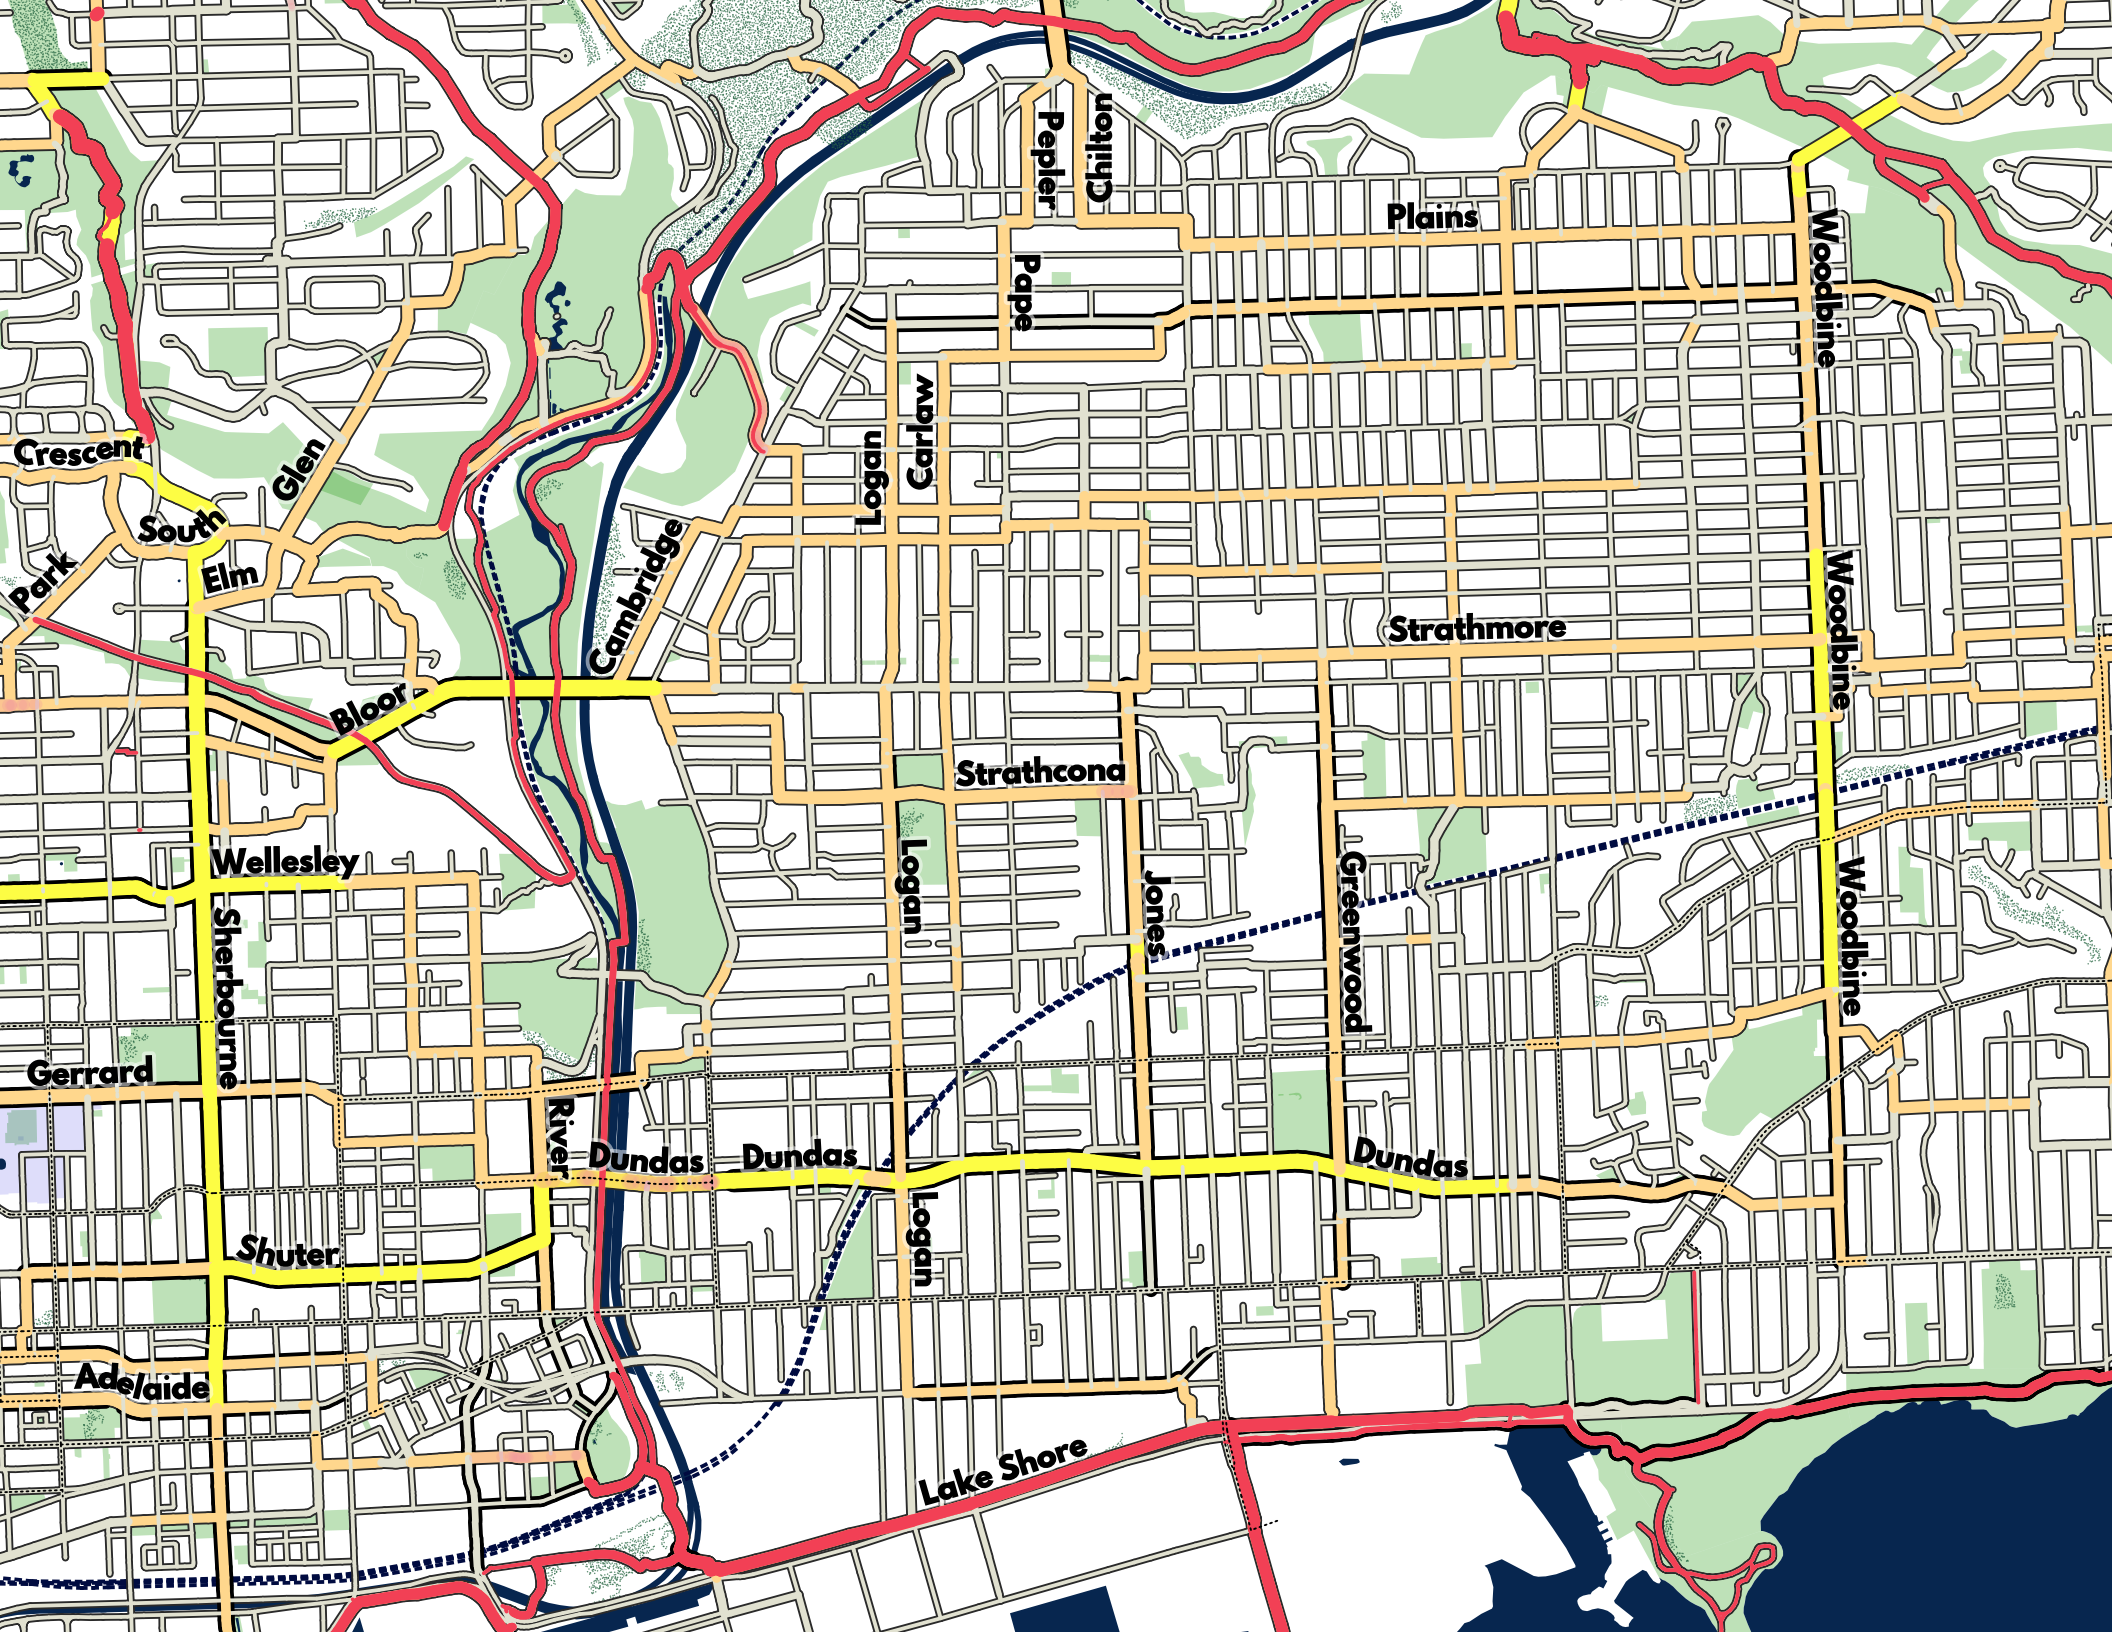 Pepler
Chilton
Plains
Woodbine
Pape
Carlaw
Logan
Crescent
Glen
South
Park
Elm
Cambridge
Woodbine
Strathmore
Bloor
Strathcona
Wellesley
Logan
Jones
Greenwood
Woodbine
Sherbourne
Gerrard
River
Dundas
Dundas
Dundas
Logan
Shuter
Adelaide
Lake Shore